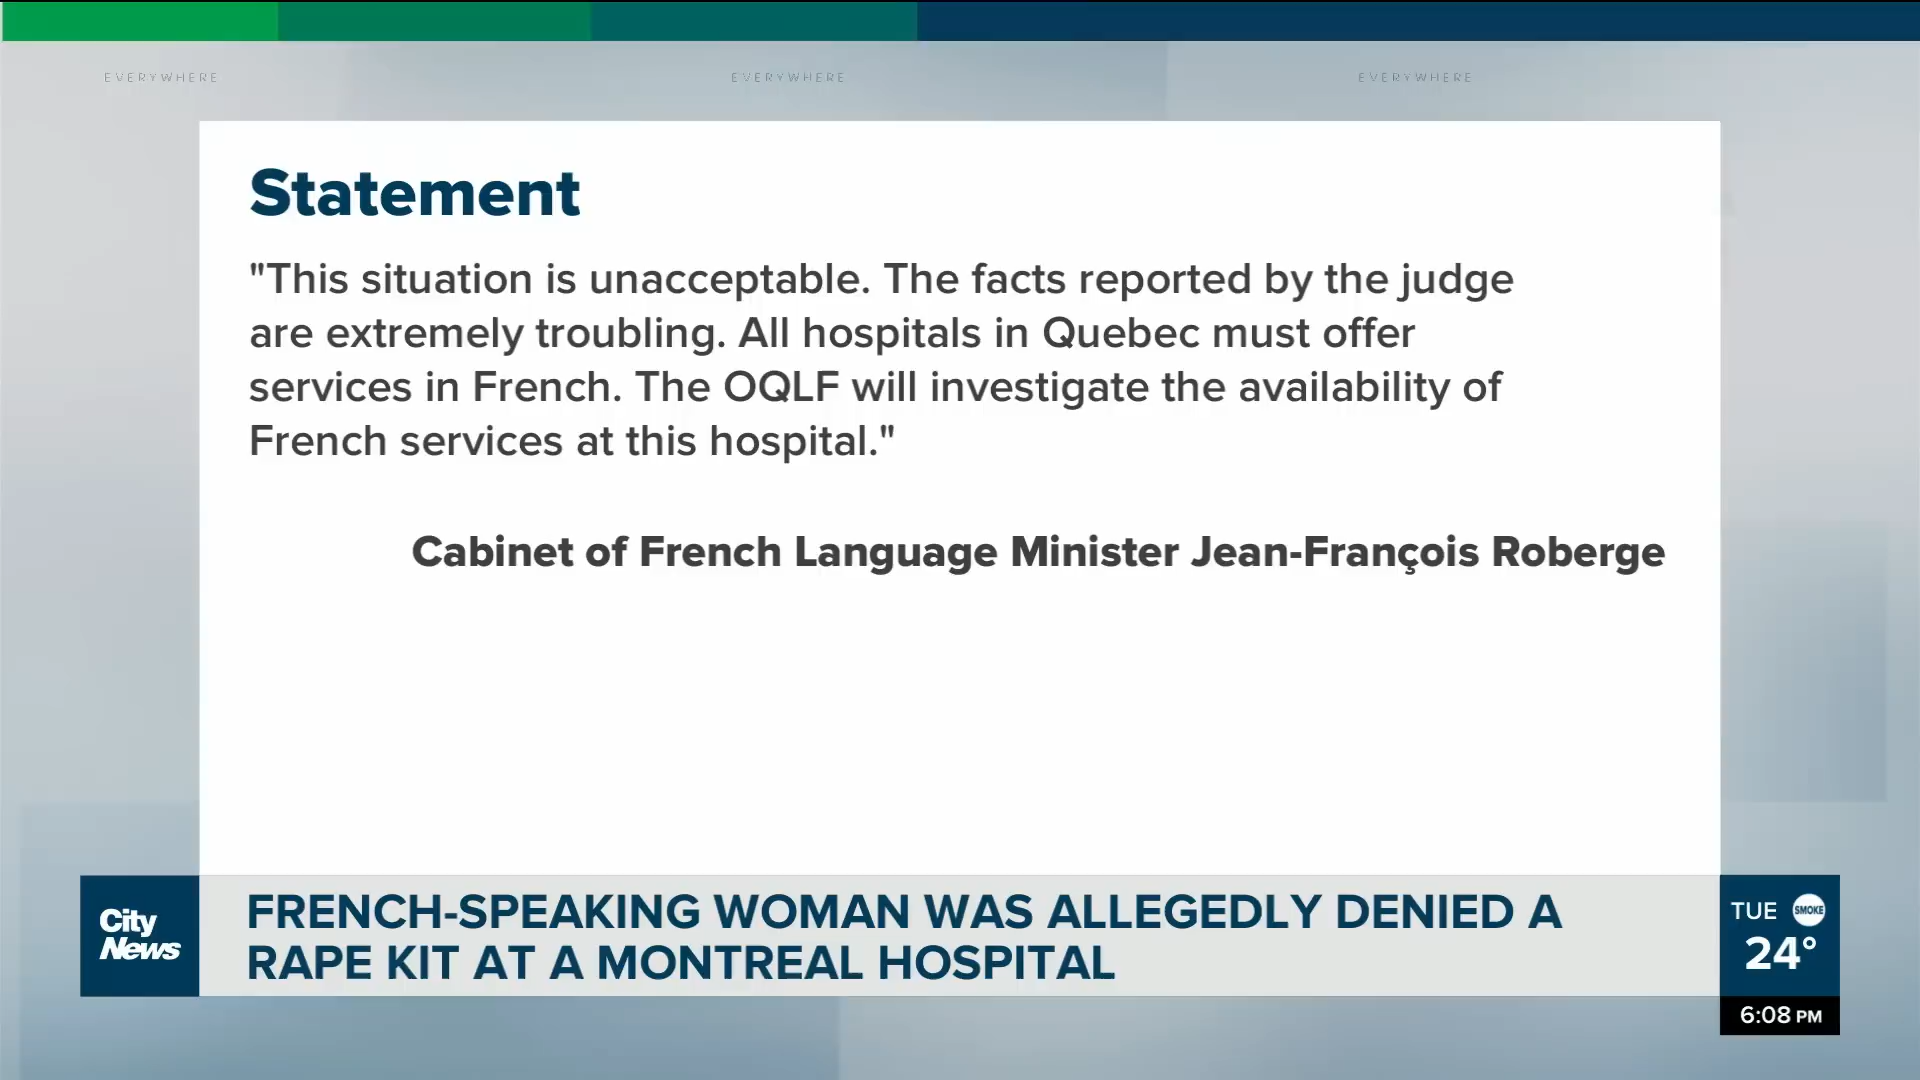 EVERYWHERE EVERYWHERE EVERYWHERE
Statement
"This situation is unacceptable. The facts reported by the judge
are extremely troubling. All hospitals in Quebec must offer
services in French. The OQLF will investigate the availability of
French services at this hospital."
Cabinet of French Language Minister Jean-François Roberge
City
News
FRENCH-SPEAKING WOMAN WAS ALLEGEDLY DENIED A
RAPE KIT AT A MONTREAL HOSPITAL
TUE SMOKE
24°
6:08 PM